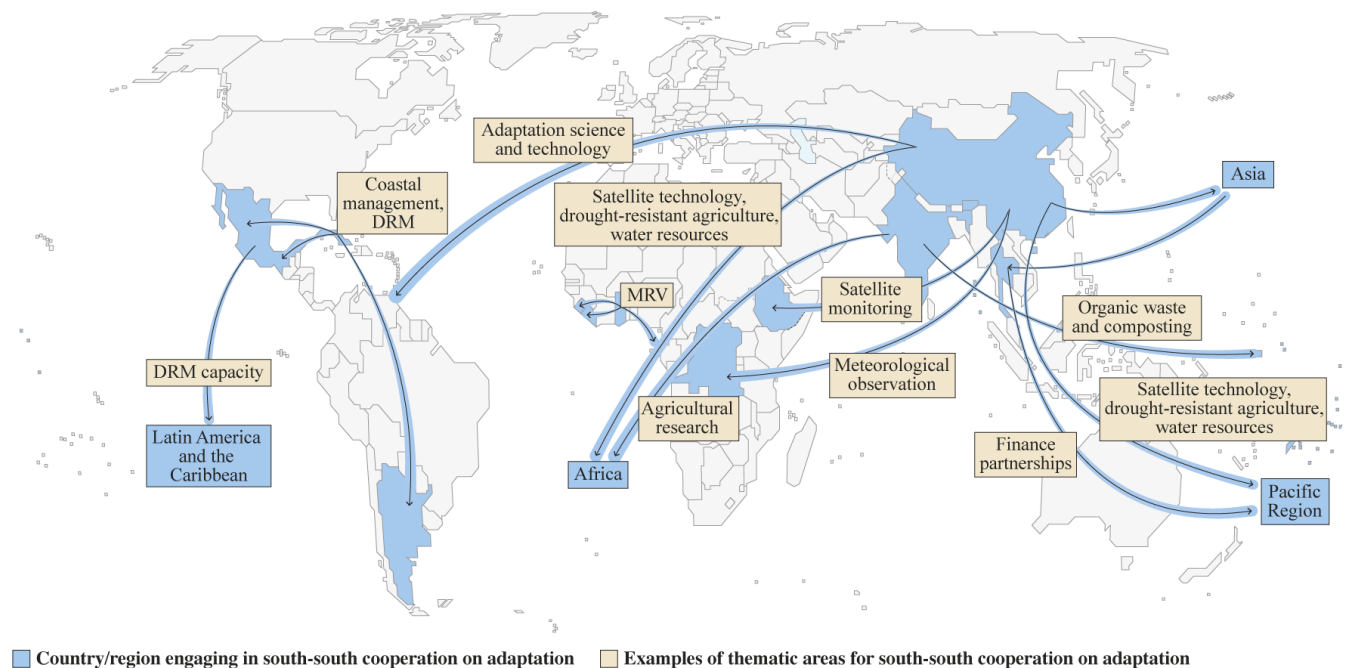 Adaptation science
and technology
Coastal
management,
DRM
Satellite technology,
drought-resistant agriculture,
water resources
Asia
MRV
Satellite
monitoring
Organic waste
and composting
DRM capacity
Meteorological
observation
Agricultural
research
Satellite technology,
drought-resistant agriculture,
water resources
Latin America
and the
Caribbean
Africa
Finance
partnerships
Pacific
Region
Country/region engaging in south-south cooperation on adaptation
Examples of thematic areas for south-south cooperation on adaptation